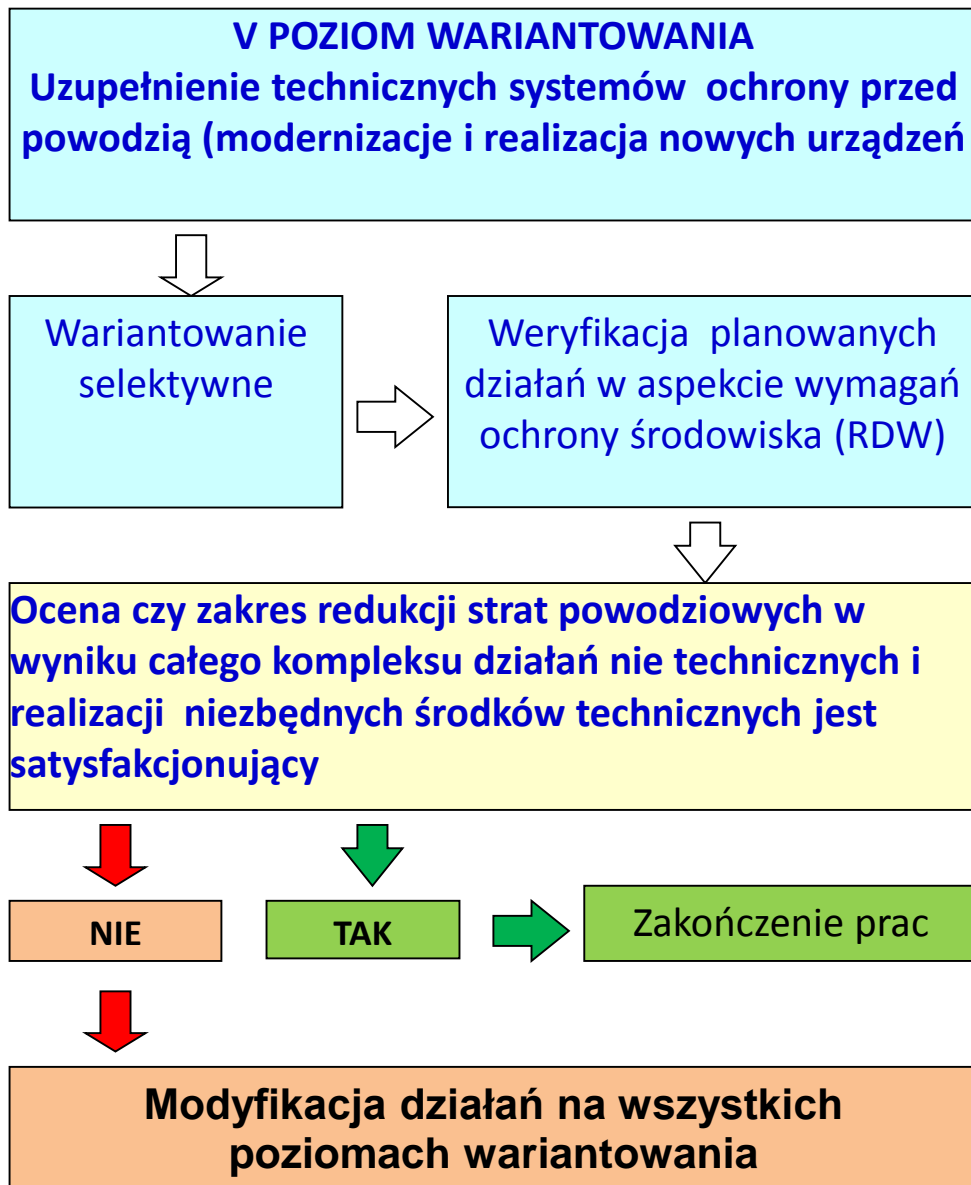 V POZIOM WARIANTOWANIA
Uzupełnienie technicznych systemów ochrony przed
powodzią (modernizacje i realizacja nowych urządzeń
Wariantowanie
selektywne
Weryfikacja planowanych
działań w aspekcie wymagań
ochrony środowiska (RDW)
Ocena czy zakres redukcji strat powodziowych w
wyniku całego kompleksu działań nie technicznych i
realizacji niezbędnych środków technicznych jest
satysfakcjonujący
NIE
TAK
Zakończenie prac
Modyfikacja działań na wszystkich
poziomach wariantowania